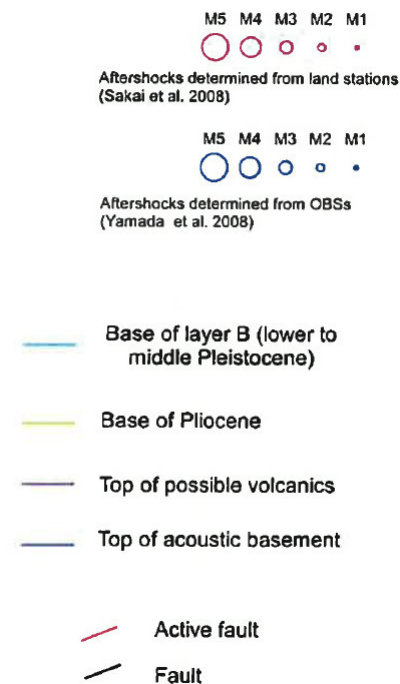 M5 M4 M3 M2 M1
Aftershocks determined from land stations
(Sakai et al. 2008)
M5 M4 M3 M2 M1
Aftershocks determined from OBSs
(Yamada et al. 2008)
Base of layer B (lower to
middle Pleistocene)
Base of Pliocene
Top of possible volcanics
Top of acoustic basement
Active fault
Fault